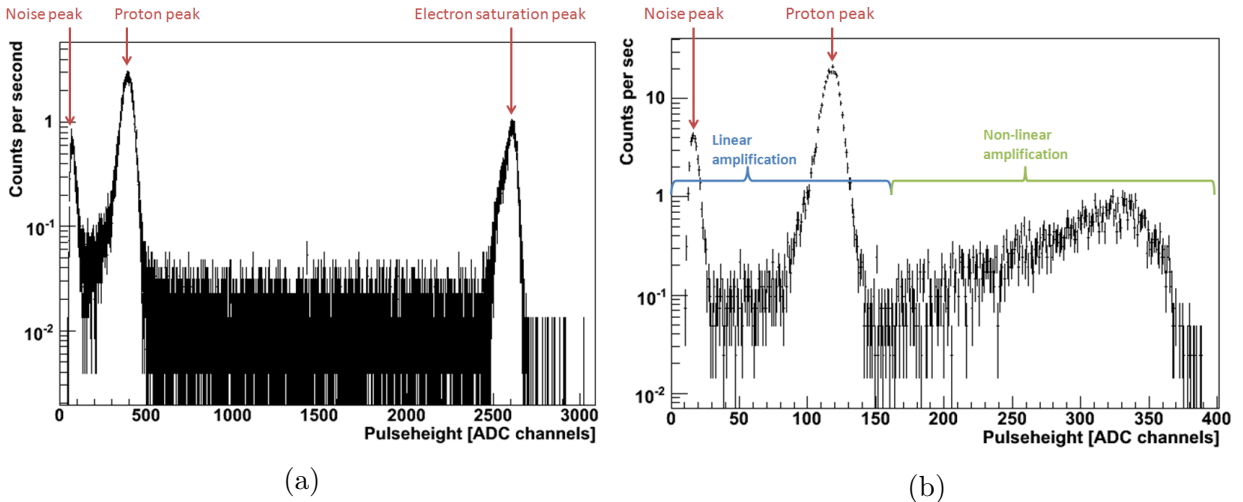 Noise peak
Proton peak
Electron saturation peak
Counts per second
1
10-1
10-2
0
500
1000
1500
2000
2500
3000
Pulseheight [ADC channels]
(a)
Noise peak
Proton peak
Counts per sec
10
1
10-1
10-2
Linear
amplification
Non-linear
amplification
0
50
100
150
200
250
300
350
400
Pulseheight [ADC channels]
(b)